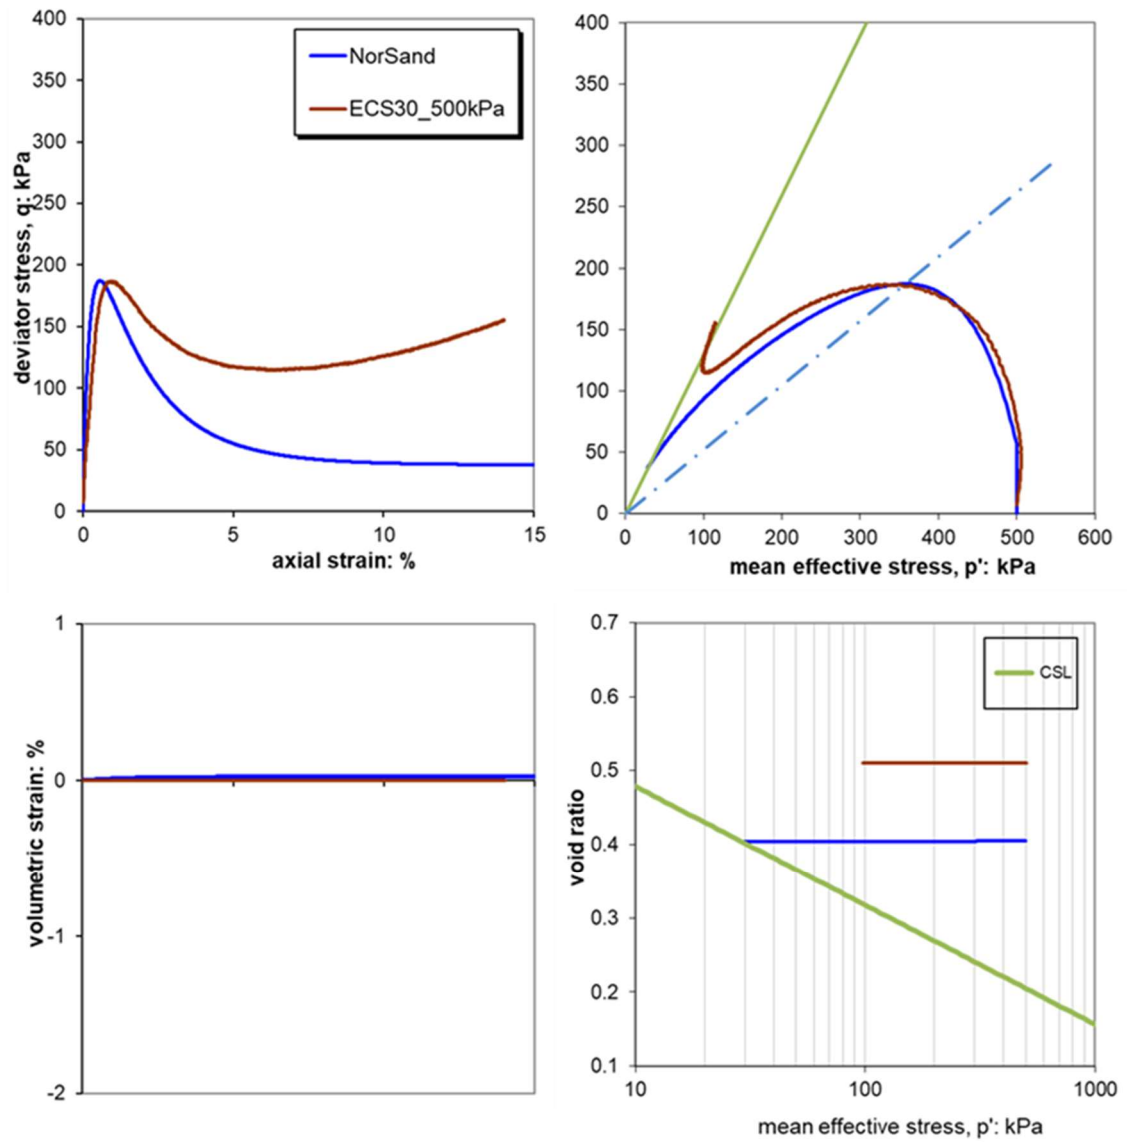 400
350
300
250
200
150
100
50
0
deviator stress, q: kPa
NorSand
ECS30_500kPa
0 5 10 15
axial strain: %
400
350
300
250
200
150
100
50
0
0 100 200 300 400 500 600
mean effective stress, p': kPa
1
0
-1
-2
volumetric strain: %
0.7
0.6
0.5
0.4
0.3
0.2
0.1
void ratio
CSL
10 100 1000
mean effective stress, p': kPa